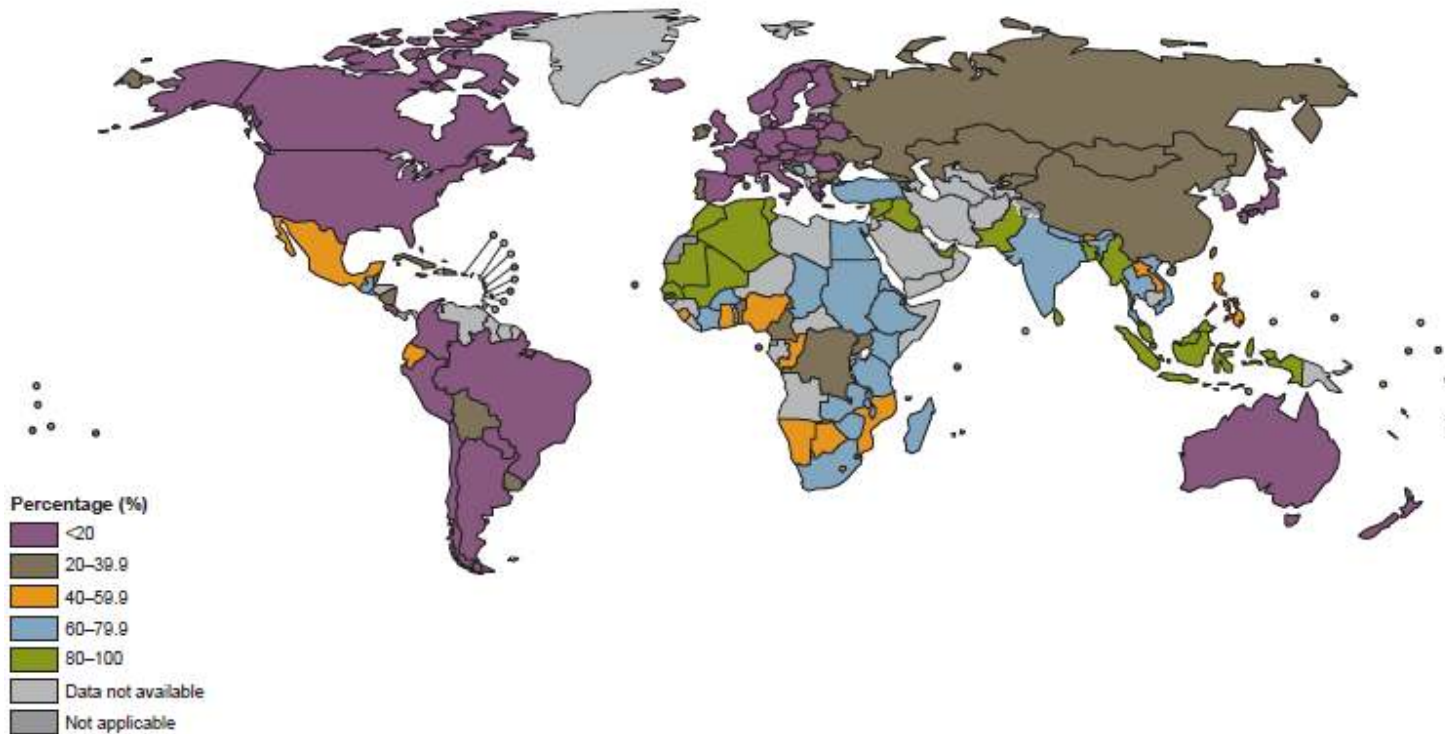 Percentage (%)
<20
20–39.9
40–59.9
60–79.9
80–100
Data not available
Not applicable